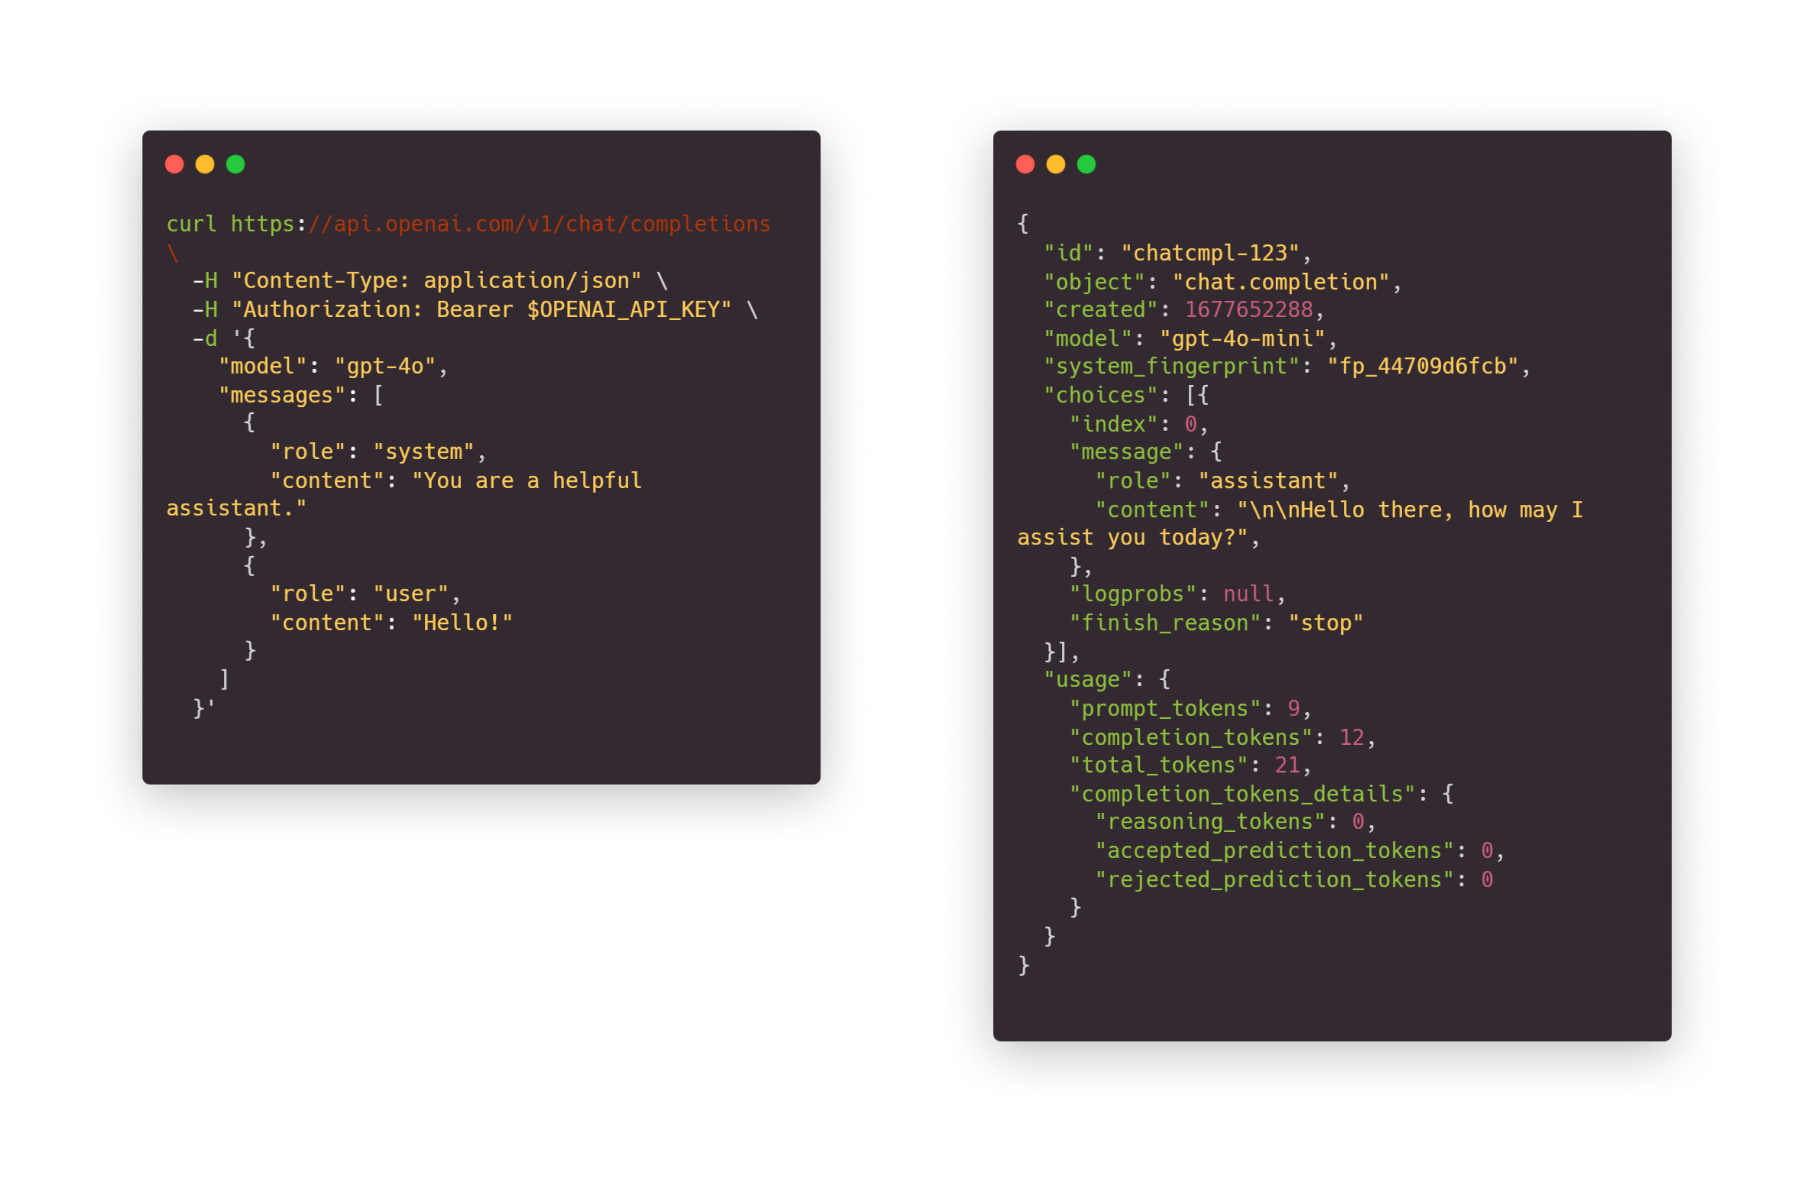 curl https://api.openai.com/v1/chat/completions
\
  -H "Content-Type: application/json" \
  -H "Authorization: Bearer $OPENAI_API_KEY" \
  -d '{
    "model": "gpt-4o",
    "messages": [
      {
        "role": "system",
        "content": "You are a helpful
assistant."
      },
      {
        "role": "user",
        "content": "Hello!"
      }
    ]
  }'
{
  "id": "chatcmpl-123",
  "object": "chat.completion",
  "created": 1677652288,
  "model": "gpt-4o-mini",
  "system_fingerprint": "fp_44709d6fcb",
  "choices": [{
    "index": 0,
    "message": {
      "role": "assistant",
      "content": "\n\nHello there, how may I
assist you today?",
    },
    "logprobs": null,
    "finish_reason": "stop"
  }],
  "usage": {
    "prompt_tokens": 9,
    "completion_tokens": 12,
    "total_tokens": 21,
    "completion_tokens_details": {
      "reasoning_tokens": 0,
      "accepted_prediction_tokens": 0,
      "rejected_prediction_tokens": 0
    }
  }
}